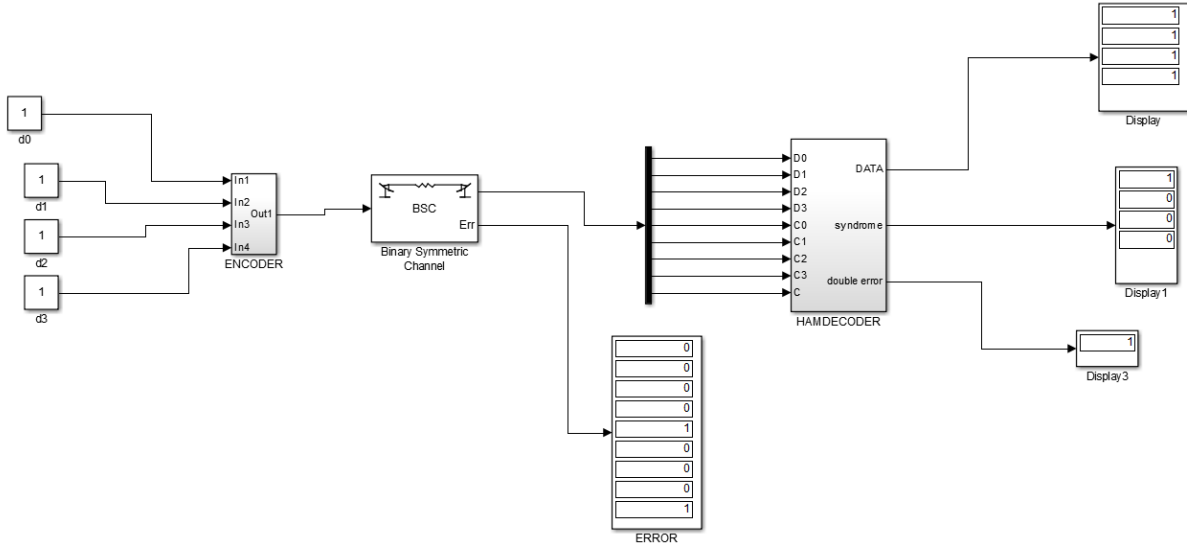 1
d0
1
d1
1
d2
1
d3
In1
In2
In3
In4
Out1
ENCODER
BSC
Err
Binary Symmetric
Channel
0
0
0
0
1
0
0
0
1
ERROR
D0
D1
D2
D3
C0
C1
C2
C3
C
DATA
syndrome
double error
HAMDECODER
1
1
1
1
Display
1
0
0
0
Display1
1
Display3